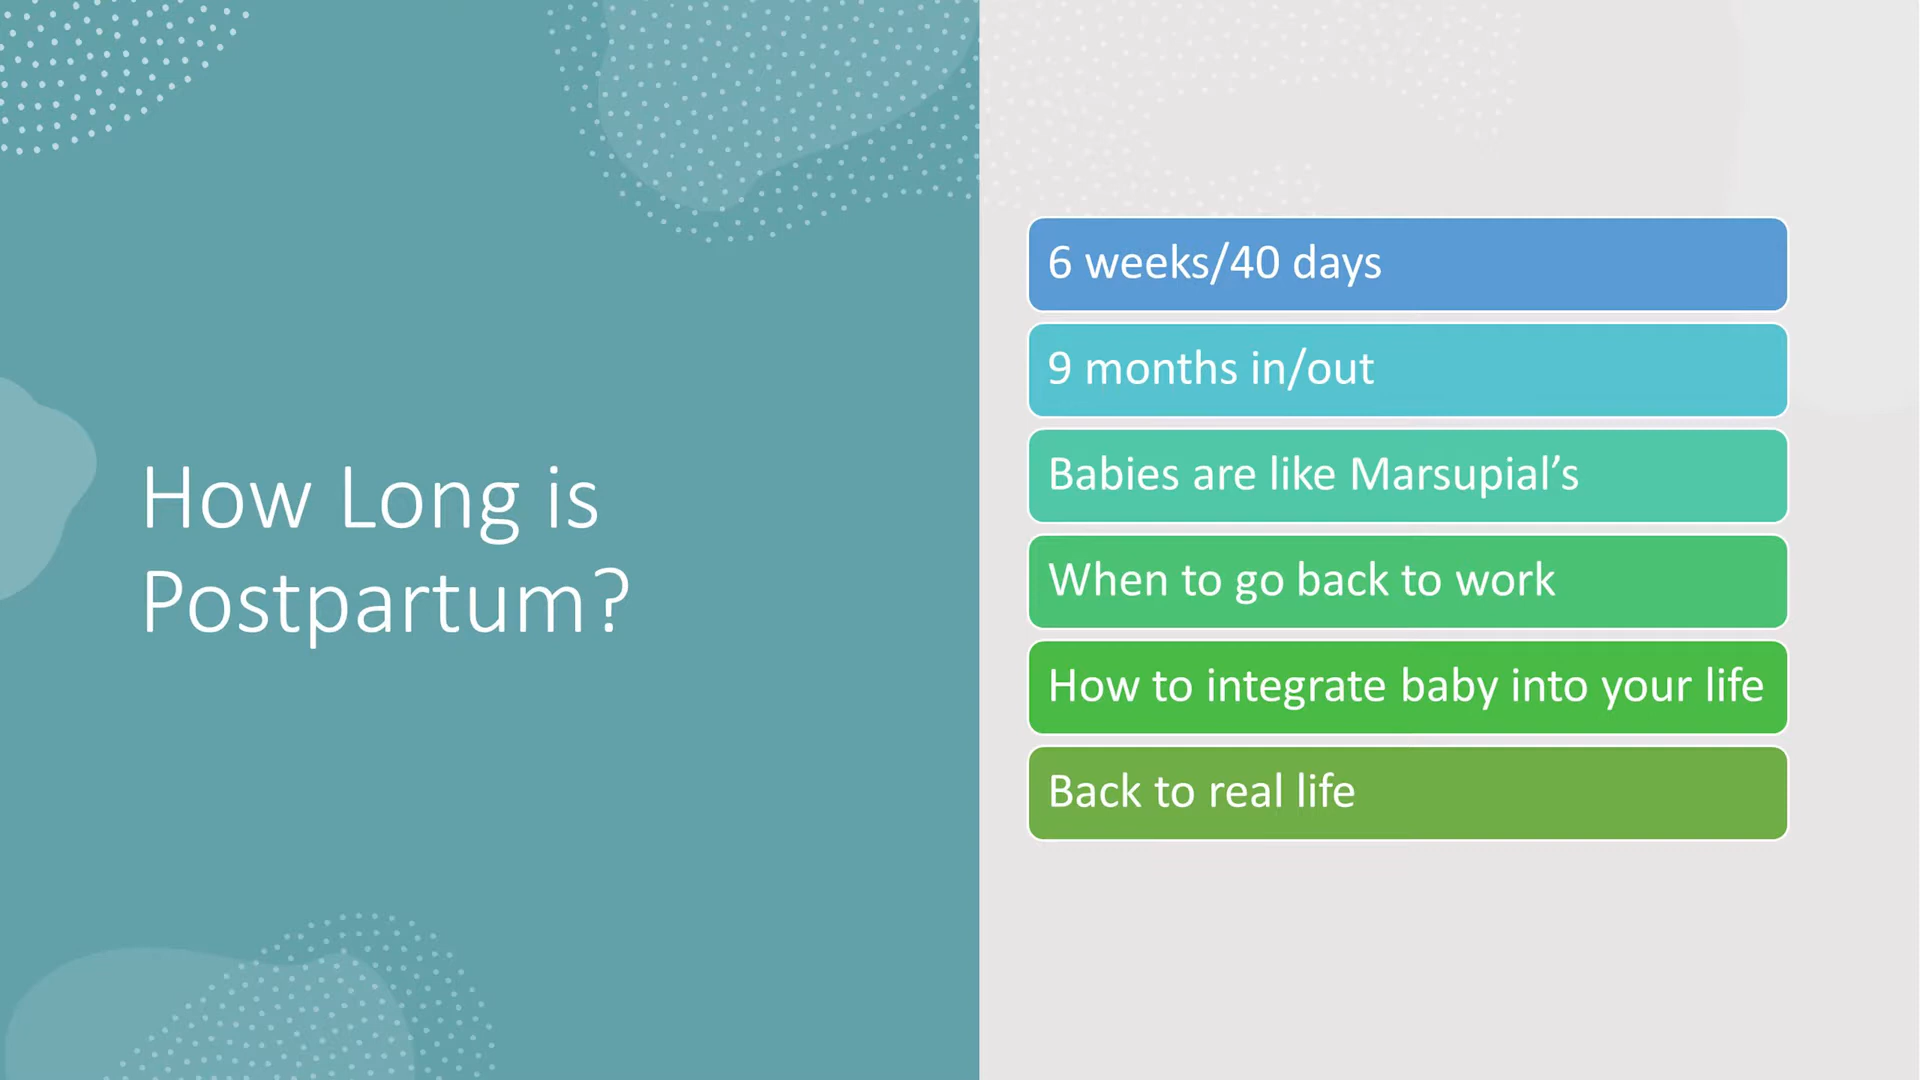 How Long is
Postpartum?
6 weeks/40 days
9 months in/out
Babies are like Marsupial’s
When to go back to work
How to integrate baby into your life
Back to real life